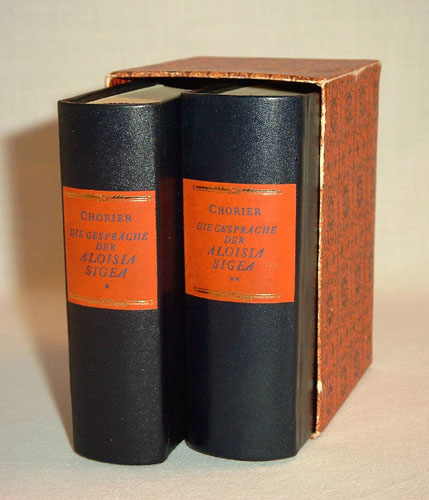 CHORIER
DIE GESPRÄCHE
DER
ALOISIA
SIGEA
*
CHORIER
DIE GESPRÄCHE
DER
ALOISIA
SIGEA
**